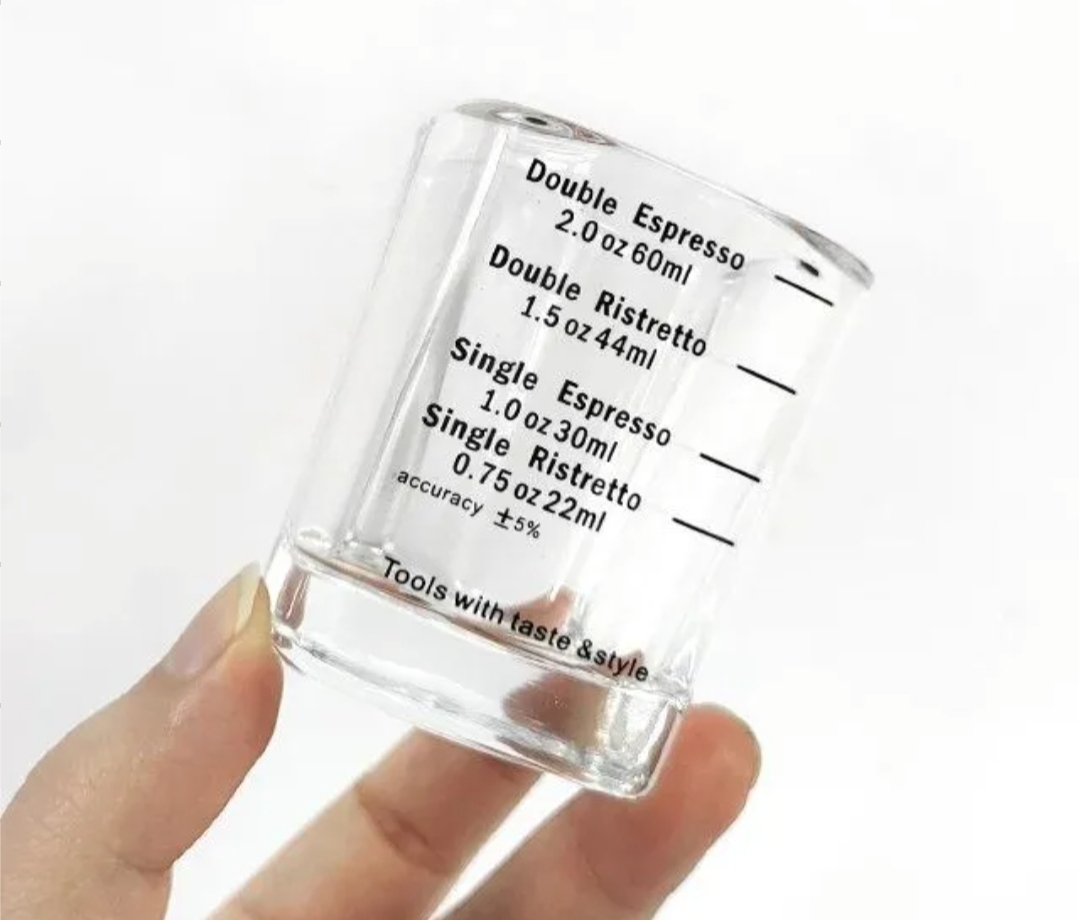 Double Espresso
2.0 oz 60ml
Double Ristretto
1.5 oz 44ml
Single Espresso
1.0 oz 30ml
Single Ristretto
0.75 oz 22ml
accuracy ±5%
Tools with taste &style